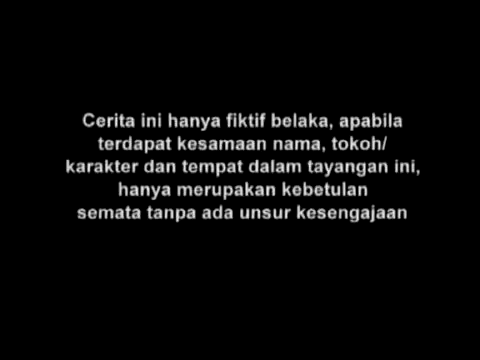 Cerita ini hanya fiktif belaka, apabila
terdapat kesamaan nama, tokoh/
karakter dan tempat dalam tayangan ini,
hanya merupakan kebetulan
semata tanpa ada unsur kesengajaan